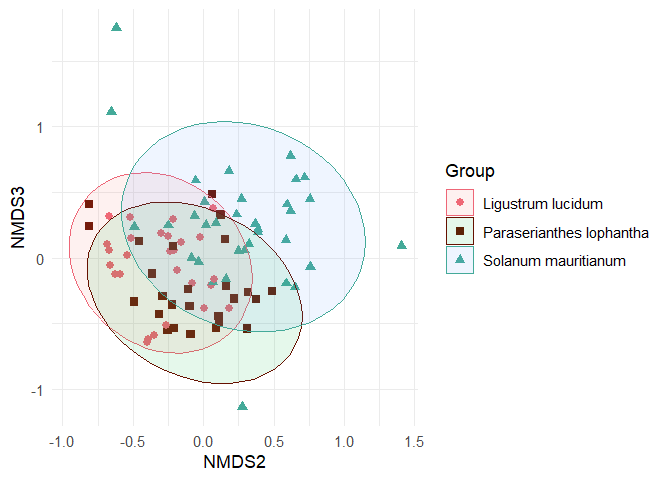 1
0
-1
NMDS3
-1.0
-0.5
0.0
0.5
1.0
1.5
NMDS2
Group
Ligustrum lucidum
Paraserianthes lophantha
Solanum mauritianum